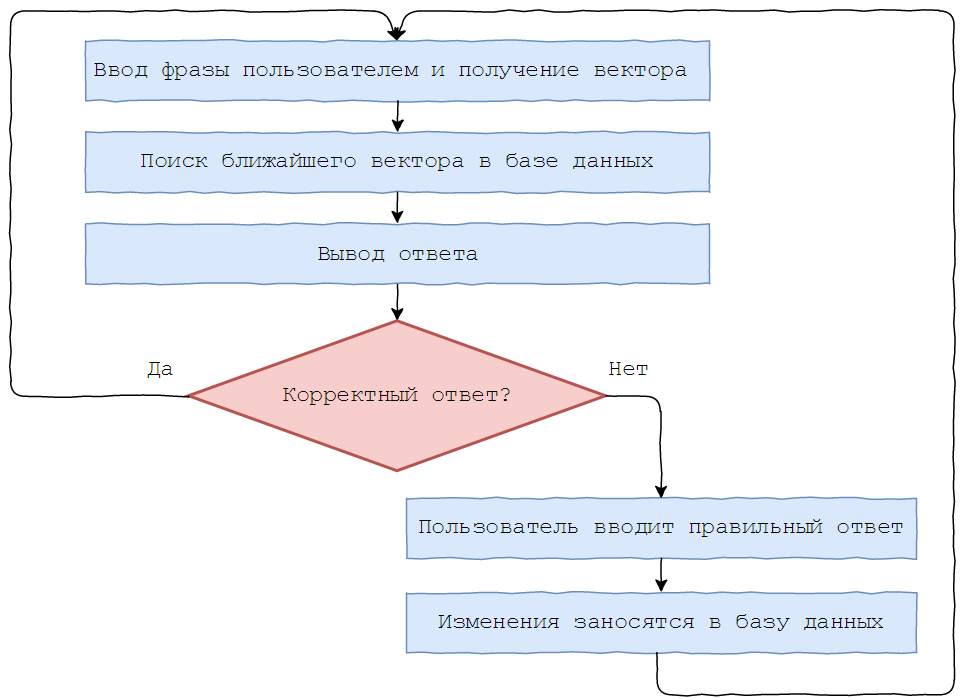 Ввод фразы пользователем и получение вектора
Поиск ближайшего вектора в базе данных
Вывод ответа
Да
Нет
Корректный ответ?
Пользователь вводит правильный ответ
Изменения заносятся в базу данных